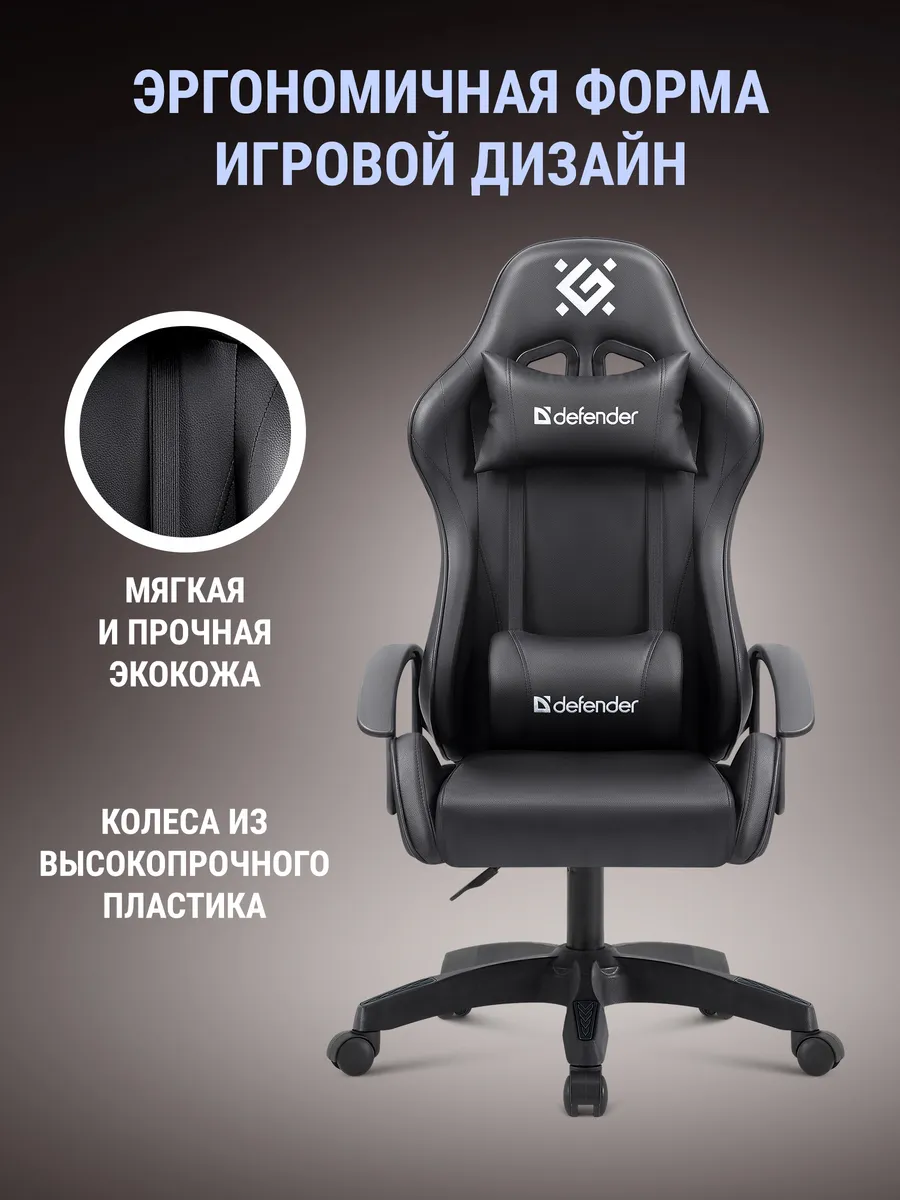 ЭРГОНОМИЧНАЯ ФОРМА
ИГРОВОЙ ДИЗАЙН
defender
МЯГКАЯ
И ПРОЧНАЯ
ЭКОКОЖА
defender
КОЛЕСА ИЗ
ВЫСОКОПРОЧНОГО
ПЛАСТИКА